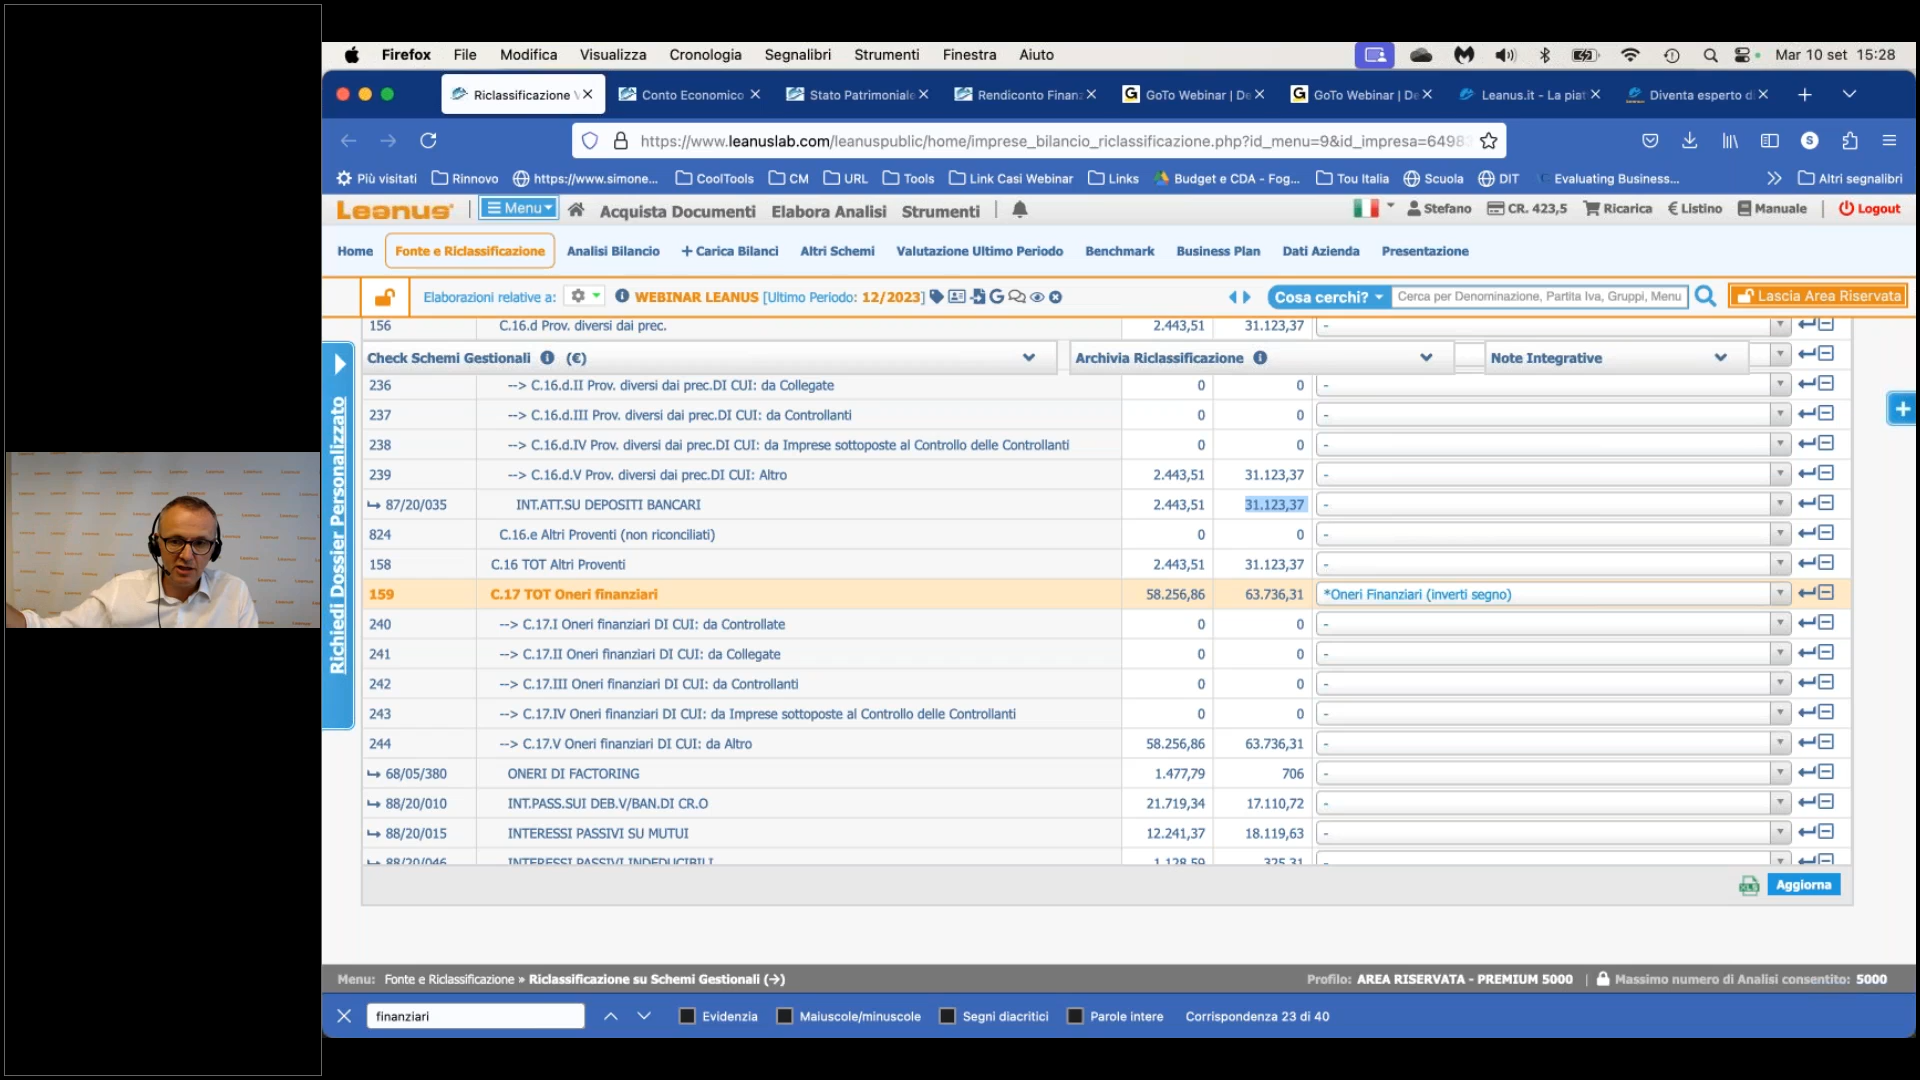 Firefox File Modifica Visualizza Cronologia Segnalibri Strumenti Finestra Aiuto Mar 10 set 15:28
Riclassificazione Conto Economico Stato Patrimoniale Rendiconto Finan GoTo Webinar | De GoTo Webinar | De Leanus.it - La piat Diventa esperto d
https://www.leanuslab.com/leanuspublic/home/imprese_bilancio_riclassificazione.php?id_menu=9&id_impresa=6498 S
Più visitati Rinnovo https://www.simone... CoolTools CM URL Tools Link Casi Webinar Links Budget e CDA - Fog... Tou Italia Scuola DIT Evaluating Business... Altri segnalibri
Leanus Menu Acquista Documenti Elabora Analisi Strumenti Stefano CR. 423,5 Ricarica € Listino Manuale Logout
Home Fonte e Riclassificazione Analisi Bilancio + Carica Bilanci Altri Schemi Valutazione Ultimo Periodo Benchmark Business Plan Dati Azienda Presentazione
Elaborazioni relative a: WEBINAR LEANUS [Ultimo Periodo: 12/2023] Cosa cerchi? Cerca per Denominazione, Partita Iva, Gruppi, Menu Lascia Area Riservata
156 C.16.d Prov. diversi dai prec. 2.443,51 31.123,37 -
Check Schemi Gestionali (€) Archivia Riclassificazione Note Integrative
236 --> C.16.d.II Prov. diversi dai prec.DI CUI: da Collegate 0 0 -
237 --> C.16.d.III Prov. diversi dai prec.DI CUI: da Controllanti 0 0 -
238 --> C.16.d.IV Prov. diversi dai prec.DI CUI: da Imprese sottoposte al Controllo delle Controllanti 0 0 -
239 --> C.16.d.V Prov. diversi dai prec.DI CUI: Altro 2.443,51 31.123,37 -
87/20/035 INT.ATT.SU DEPOSITI BANCARI 2.443,51 31.123,37 -
824 C.16.e Altri Proventi (non riconciliati) 0 0 -
158 C.16 TOT Altri Proventi 2.443,51 31.123,37 -
159 C.17 TOT Oneri finanziari 58.256,86 63.736,31 *Oneri Finanziari (inverti segno)
240 --> C.17.I Oneri finanziari DI CUI: da Controllate 0 0 -
241 --> C.17.II Oneri finanziari DI CUI: da Collegate 0 0 -
242 --> C.17.III Oneri finanziari DI CUI: da Controllanti 0 0 -
243 --> C.17.IV Oneri finanziari DI CUI: da Imprese sottoposte al Controllo delle Controllanti 0 0 -
244 --> C.17.V Oneri finanziari DI CUI: da Altro 58.256,86 63.736,31 -
68/05/380 ONERI DI FACTORING 1.477,79 706 -
88/20/010 INT.PASS.SUI DEB.V/BAN.DI CR.O 21.719,34 17.110,72 -
88/20/015 INTERESSI PASSIVI SU MUTUI 12.241,37 18.119,63 -
88/20/046 INTERESSI PASSIVI INDEDUCIBILI 1.128,59 325,31 -
XLS Aggiorna
Richiedi Dossier Personalizzato
Menu: Fonte e Riclassificazione » Riclassificazione su Schemi Gestionali (→) Profilo: AREA RISERVATA - PREMIUM 5000 | Massimo numero di Analisi consentito: 5000
finanziari Evidenzia Maiuscole/minuscole Segni diacritici Parole intere Corrispondenza 23 di 40